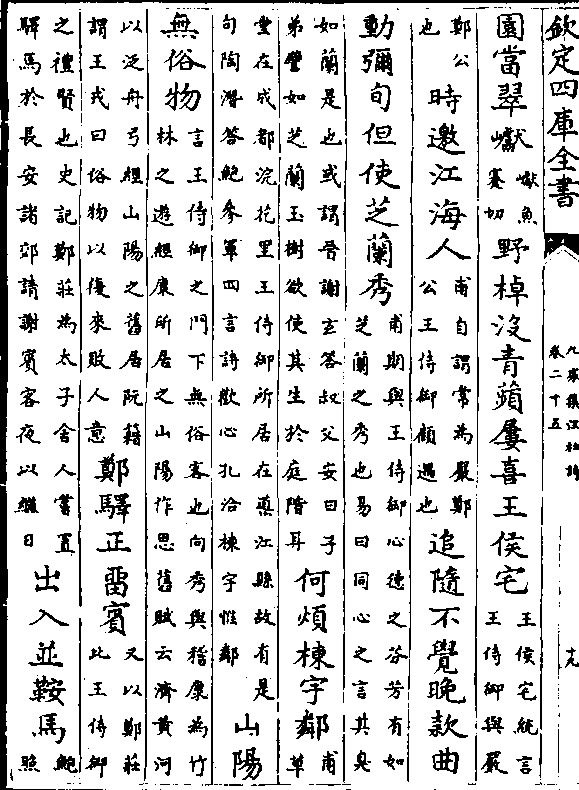 欽定四庫全書
九家集注杜詩
卷二十五
十九
園當翠巘巘魚蹇切野棹沒青蘋屢喜王侯宅王侯宅統言王侍御與嚴
鄭公也時邀江海人甫自謂常為嚴鄭公王侍御顧遇也追隨不覺晚款曲
動彌旬但使芝蘭秀甫期與王侍御心德之芬芳有如芝蘭之秀也易曰同心之言其臭
如蘭是也或謂晉謝玄答叔父安曰子弟譬如芝蘭玉樹欲使其生於庭階耳何煩棟宇鄰甫草
堂在成都浣花里王侍御所居在江縣故有是句陶潛答鮑參軍四言詩歡心孔洽棟宇惟鄰山陽
無俗物言王侍御之門下無俗客也向秀與嵇康為竹林之遊經康所居之山陽作思舊賦云濟黃河
以泛舟兮經山陽之舊居阮籍謂王戎曰俗物以復來敗人意鄭驛正留賓又以鄭莊此王侍御
之禮賢也史記鄭莊為太子舍人嘗置驛馬於長安諸郊請謝賓客夜以繼日出入並鞍馬鮑照